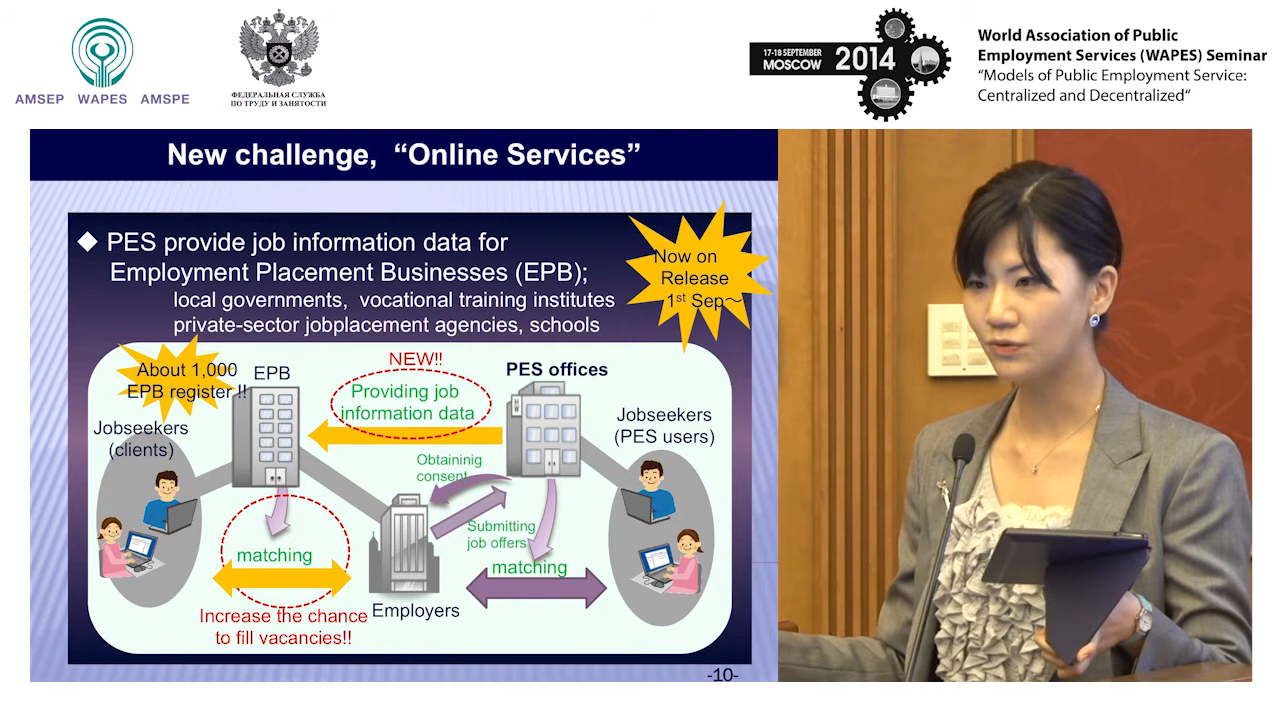 AMSEP WAPES AMSPE
ФЕДЕРАЛЬНАЯ СЛУЖБА
ПО ТРУДУ И ЗАНЯТОСТИ
17-18 SEPTEMBER
MOSCOW
2014
World Association of Public
Employment Services (WAPES) Seminar
“Models of Public Employment Service:
Centralized and Decentralized“
New challenge, “Online Services”
◆ PES provide job information data for
Employment Placement Businesses (EPB);
local governments, vocational training institutes
private-sector jobplacement agencies, schools
Now on
Release
1st Sep～
About 1,000
EPB register !!
EPB
NEW!!
Providing job
information data
PES offices
Jobseekers
(clients)
Jobseekers
(PES users)
Obtaininig
consent
Submitting
job offers
matching
matching
Increase the chance
to fill vacancies!!
Employers
-10-